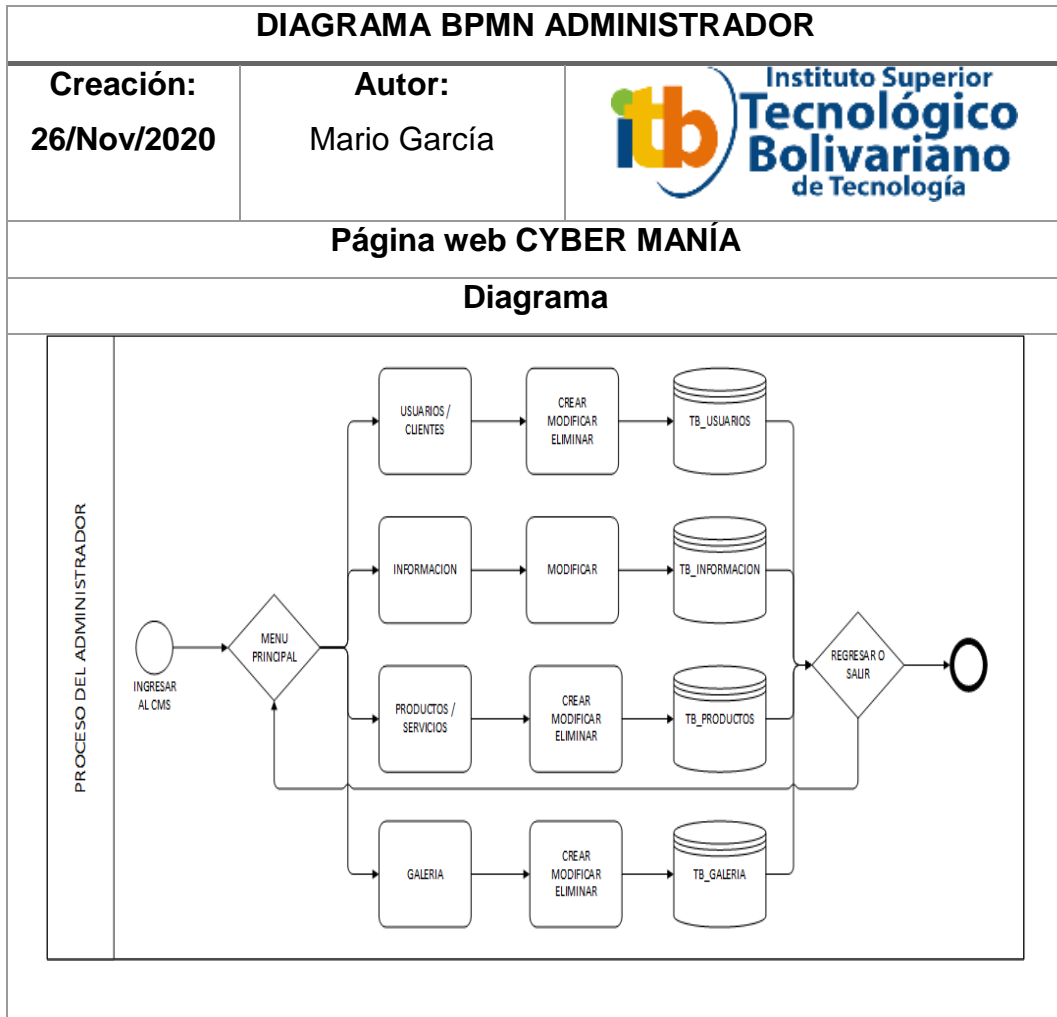 DIAGRAMA BPMN ADMINISTRADOR
Creación:
26/Nov/2020
Autor:
Mario García
itb
Instituto Superior
Tecnológico
Bolivariano
de Tecnología
Página web CYBER MANÍA
Diagrama
PROCESO DEL ADMINISTRADOR
INGRESAR
AL CMS
MENU
PRINCIPAL
USUARIOS /
CLIENTES
CREAR
MODIFICAR
ELIMINAR
TB_USUARIOS
INFORMACION
MODIFICAR
TB_INFORMACION
PRODUCTOS /
SERVICIOS
CREAR
MODIFICAR
ELIMINAR
TB_PRODUCTOS
GALERIA
CREAR
MODIFICAR
ELIMINAR
TB_GALERIA
REGRESAR O
SALIR